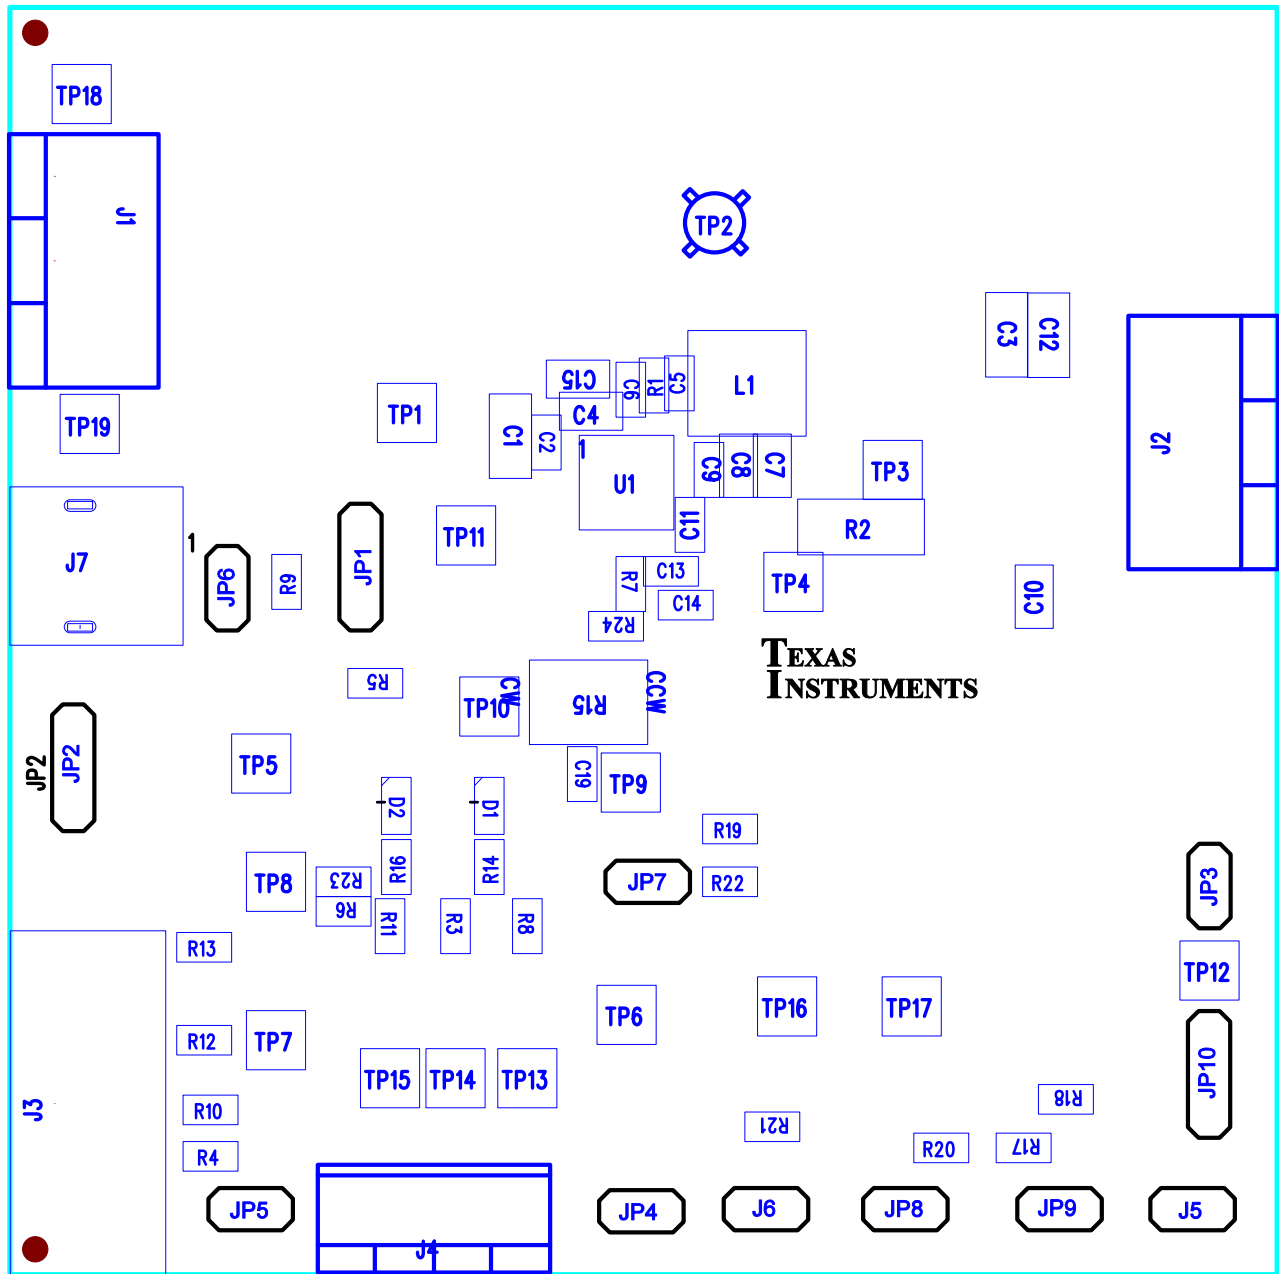 TP18
J1
TP2
C3
C12
C15
C6
R1
C5
L1
J2
TP1
TP19
C4
C1
C2
1
U1
C9
C8
C7
TP3
C11
R2
TP11
1
J7
JP6
R9
JP1
R7
C13
C14
TP4
C10
R24
TEXAS
INSTRUMENTS
R5
CW
TP10
R15
CCW
JP2
JP2
TP5
C19
TP9
D2
D1
R19
R16
R14
TP8
R23
R6
JP7
R22
JP3
R11
R3
R8
R13
TP12
TP6
TP16
TP17
R12
TP7
TP15
TP14
TP13
JP10
J3
R10
R18
R21
R4
R20
R17
JP5
JP4
J6
JP8
JP9
J5
J4